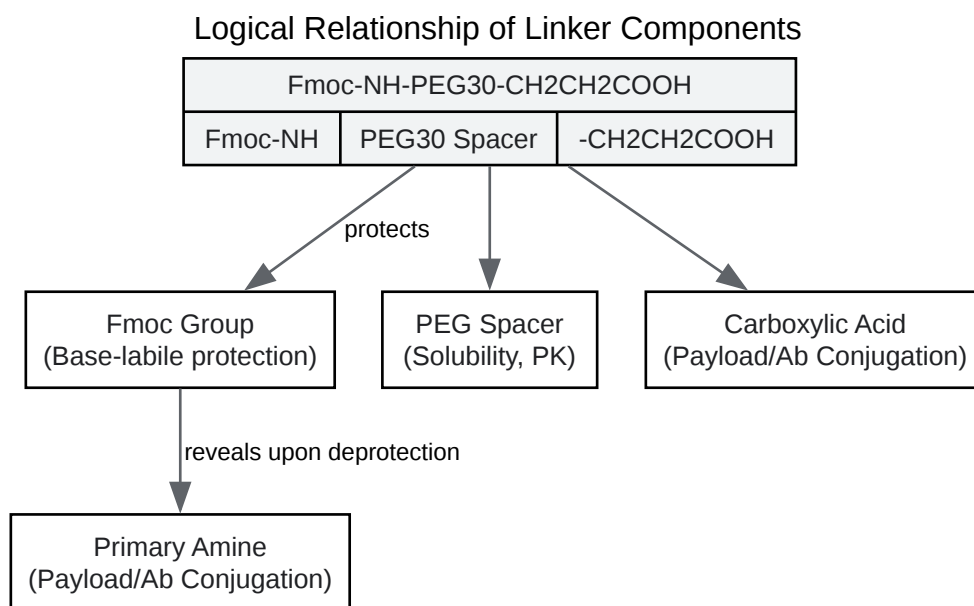 Logical Relationship of Linker Components
Fmoc-NH-PEG30-CH2CH2COOH
Fmoc-NH
PEG30 Spacer
-CH2CH2COOH
protects
Fmoc Group
(Base-labile protection)
PEG Spacer
(Solubility, PK)
Carboxylic Acid
(Payload/Ab Conjugation)
reveals upon deprotection
Primary Amine
(Payload/Ab Conjugation)